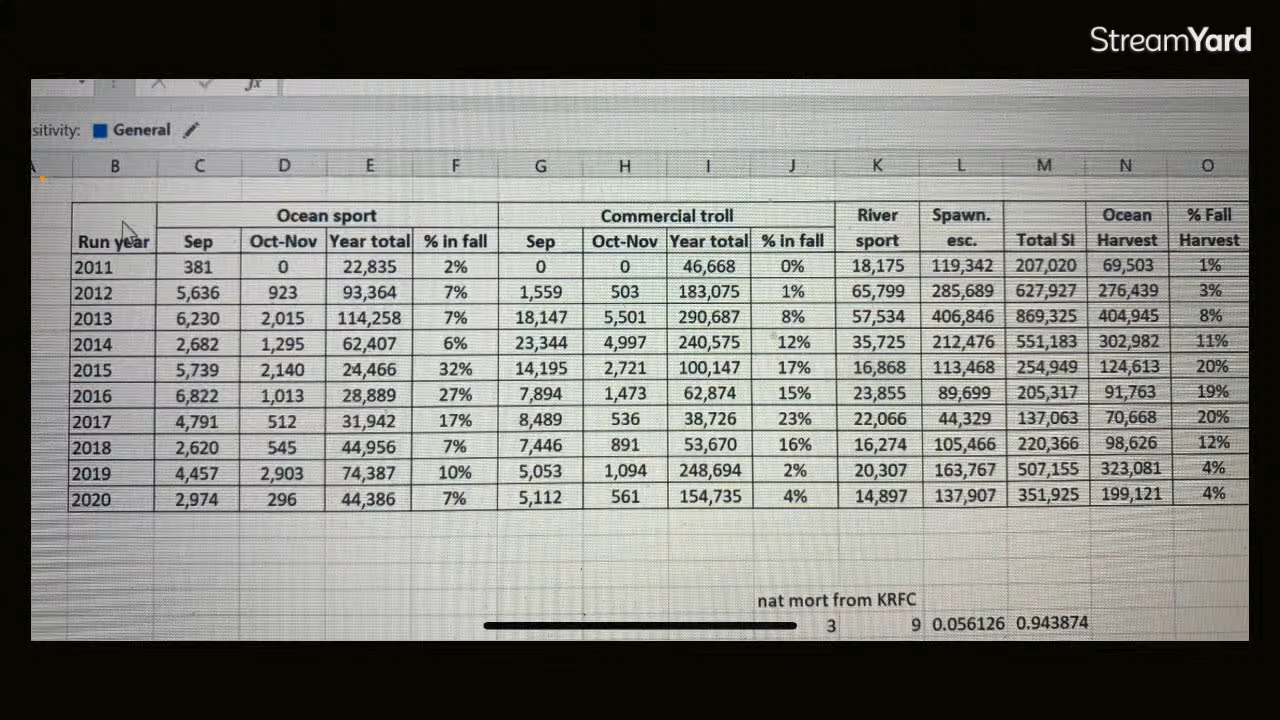 StreamYard
sitivity: General
B C D E F G H I J K L M N O
Ocean sport Commercial troll River Spawn. Ocean % Fall
Run year Sep Oct-Nov Year total % in fall Sep Oct-Nov Year total % in fall sport esc. Total SI Harvest Harvest
2011 381 0 22,835 2% 0 0 46,668 0% 18,175 119,342 207,020 69,503 1%
2012 5,636 923 93,364 7% 1,559 503 183,075 1% 65,799 285,689 627,927 276,439 3%
2013 6,230 2,015 114,258 7% 18,147 5,501 290,687 8% 57,534 406,846 869,325 404,945 8%
2014 2,682 1,295 62,407 6% 23,344 4,997 240,575 12% 35,725 212,476 551,183 302,982 11%
2015 5,739 2,140 24,466 32% 14,195 2,721 100,147 17% 16,868 113,468 254,949 124,613 20%
2016 6,822 1,013 28,889 27% 7,894 1,473 62,874 15% 23,855 89,699 205,317 91,763 19%
2017 4,791 512 31,942 17% 8,489 536 38,726 23% 22,066 44,329 137,063 70,668 20%
2018 2,620 545 44,956 7% 7,446 891 53,670 16% 16,274 105,466 220,366 98,626 12%
2019 4,457 2,903 74,387 10% 5,053 1,094 248,694 2% 20,307 163,767 507,155 323,081 4%
2020 2,974 296 44,386 7% 5,112 561 154,735 4% 14,897 137,907 351,925 199,121 4%
nat mort from KRFC
3 9 0.056126 0.943874